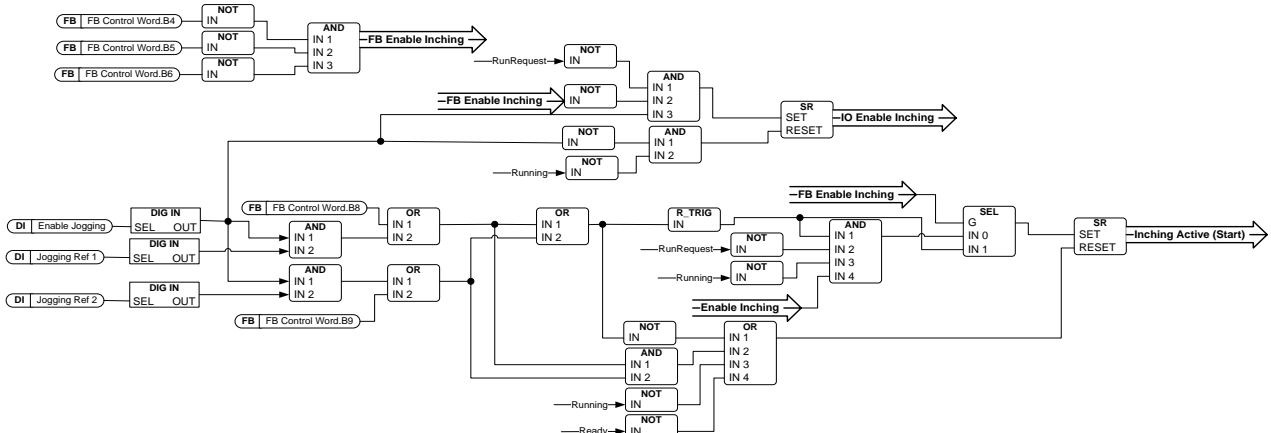 FB FB Control Word.B4
NOT
IN
FB FB Control Word.B5
NOT
IN
FB FB Control Word.B6
NOT
IN
AND
IN 1
IN 2
IN 3
FB Enable Inching
RunRequest
NOT
IN
FB Enable Inching
NOT
IN
AND
IN 1
IN 2
IN 3
NOT
IN
Running
NOT
IN
AND
IN 1
IN 2
SR
SET
RESET
IO Enable Inching
DI Enable Jogging
DIG IN
SEL OUT
DI Jogging Ref 1
DIG IN
SEL OUT
DI Jogging Ref 2
DIG IN
SEL OUT
FB FB Control Word.B8
AND
IN 1
IN 2
OR
IN 1
IN 2
AND
IN 1
IN 2
OR
IN 1
IN 2
FB FB Control Word.B9
OR
IN 1
IN 2
R_TRIG
IN
RunRequest
NOT
IN
Running
NOT
IN
Enable Inching
AND
IN 1
IN 2
IN 3
IN 4
FB Enable Inching
SEL
G
IN 0
IN 1
SR
SET
RESET
Inching Active (Start)
NOT
IN
AND
IN 1
IN 2
Running
NOT
IN
Ready
NOT
IN
OR
IN 1
IN 2
IN 3
IN 4